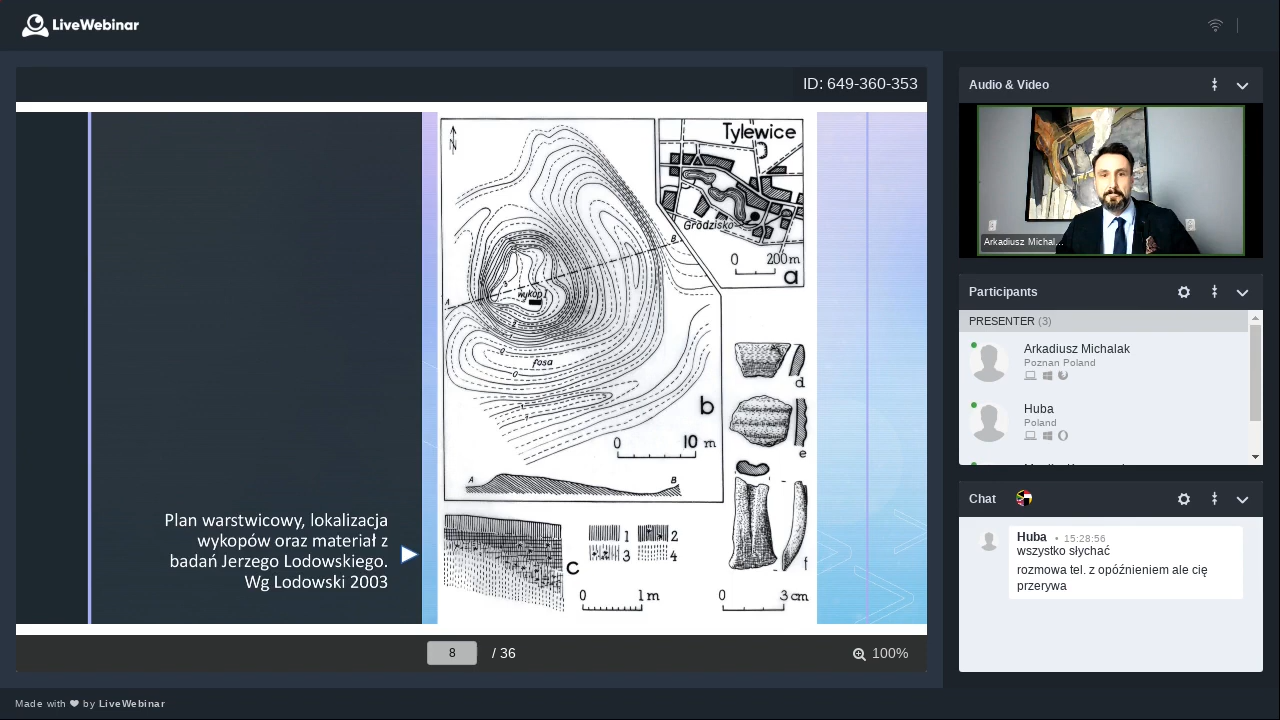 LiveWebinar
ID: 649-360-353
Plan warstwicowy, lokalizacja
wykopów oraz materiał z
badań Jerzego Lodowskiego.
Wg Lodowski 2003
N
A
B
wykop I
fosa
b
0 10 m
A B
Tylewice
Grodzisko
0 200m
a
d
e
f
c
1 2
3 4
0 1m
0 3cm
8 / 36
100%
Audio & Video
Arkadiusz Michal...
Participants
PRESENTER (3)
Arkadiusz Michalak
Poznan Poland
Huba
Poland
Chat
Huba • 15:28:56
wszystko słychać
rozmowa tel. z opóźnieniem ale cię
przerywa
Made with by LiveWebinar